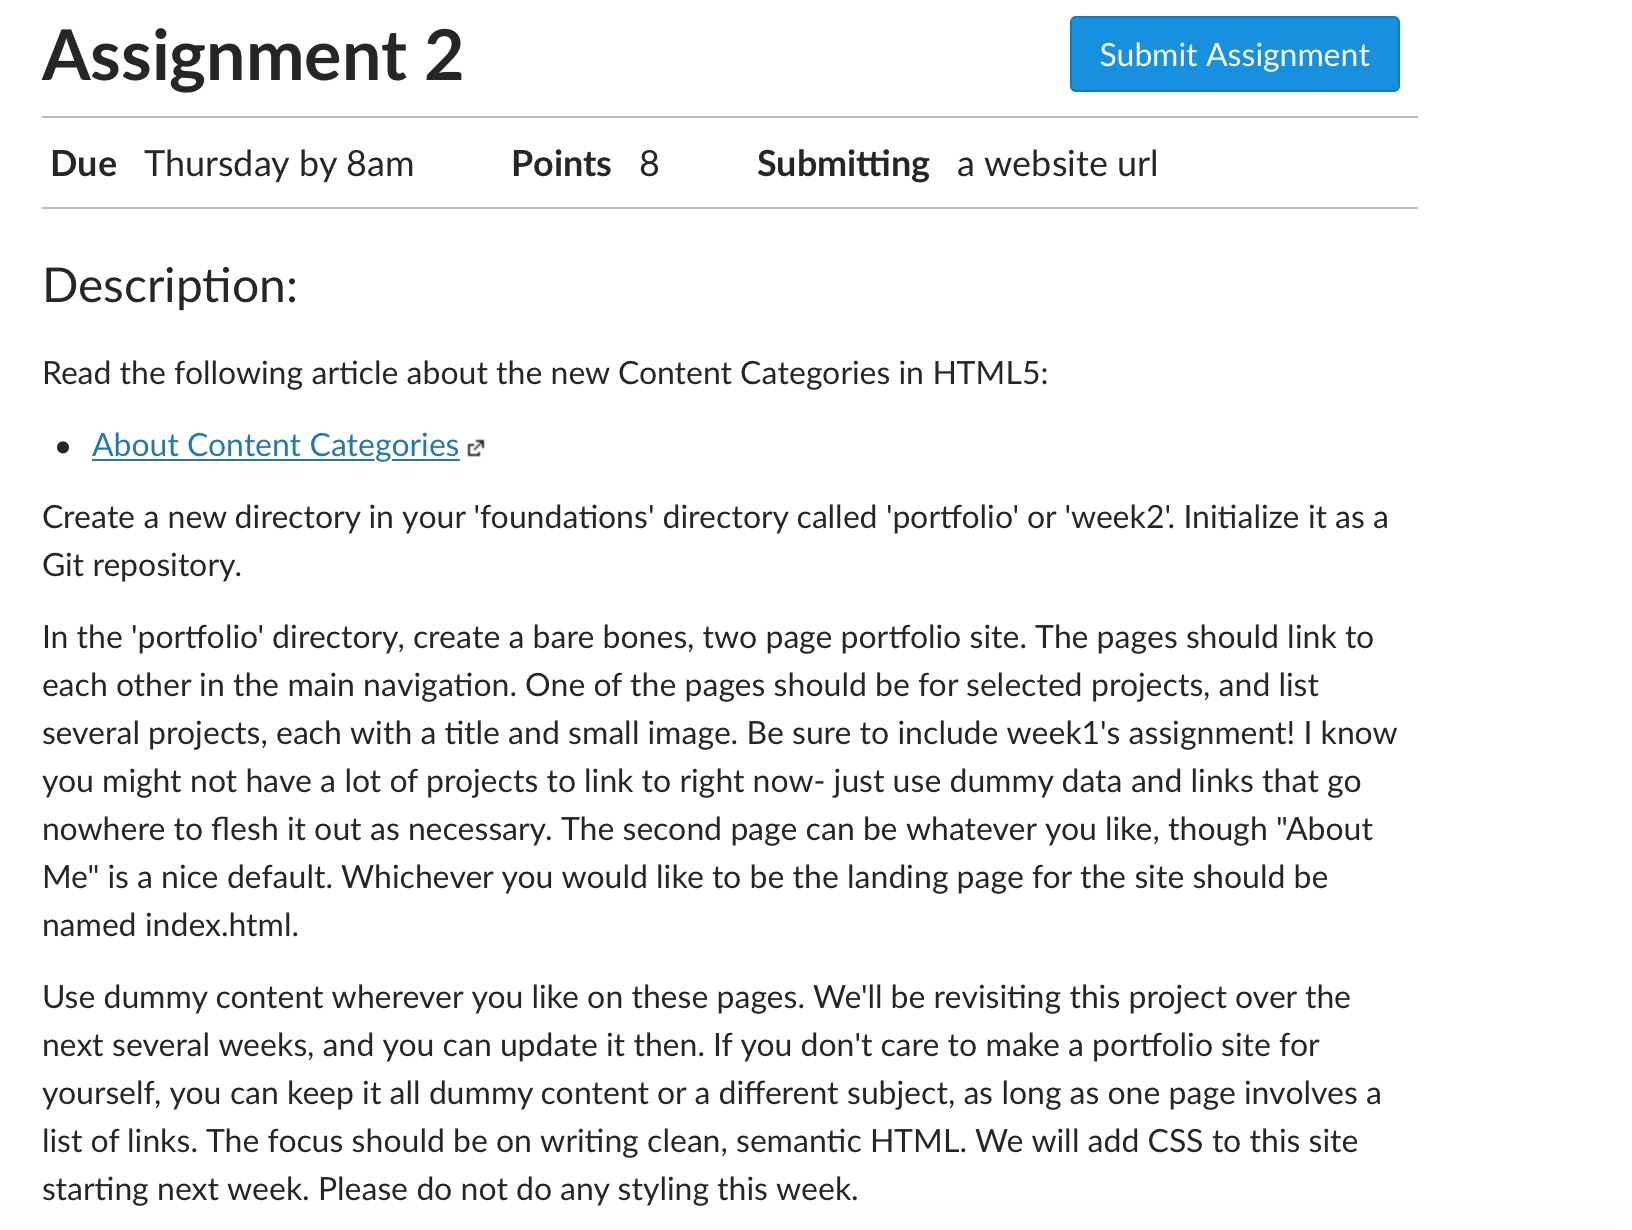 Assignment 2
Submit Assignment
Due Thursday by 8am Points 8 Submitting a website url
Description:
Read the following article about the new Content Categories in HTML5:
• About Content Categories
Create a new directory in your 'foundations' directory called 'portfolio' or 'week2'. Initialize it as a
Git repository.
In the 'portfolio' directory, create a bare bones, two page portfolio site. The pages should link to
each other in the main navigation. One of the pages should be for selected projects, and list
several projects, each with a title and small image. Be sure to include week1's assignment! I know
you might not have a lot of projects to link to right now- just use dummy data and links that go
nowhere to flesh it out as necessary. The second page can be whatever you like, though "About
Me" is a nice default. Whichever you would like to be the landing page for the site should be
named index.html.
Use dummy content wherever you like on these pages. We'll be revisiting this project over the
next several weeks, and you can update it then. If you don't care to make a portfolio site for
yourself, you can keep it all dummy content or a different subject, as long as one page involves a
list of links. The focus should be on writing clean, semantic HTML. We will add CSS to this site
starting next week. Please do not do any styling this week.